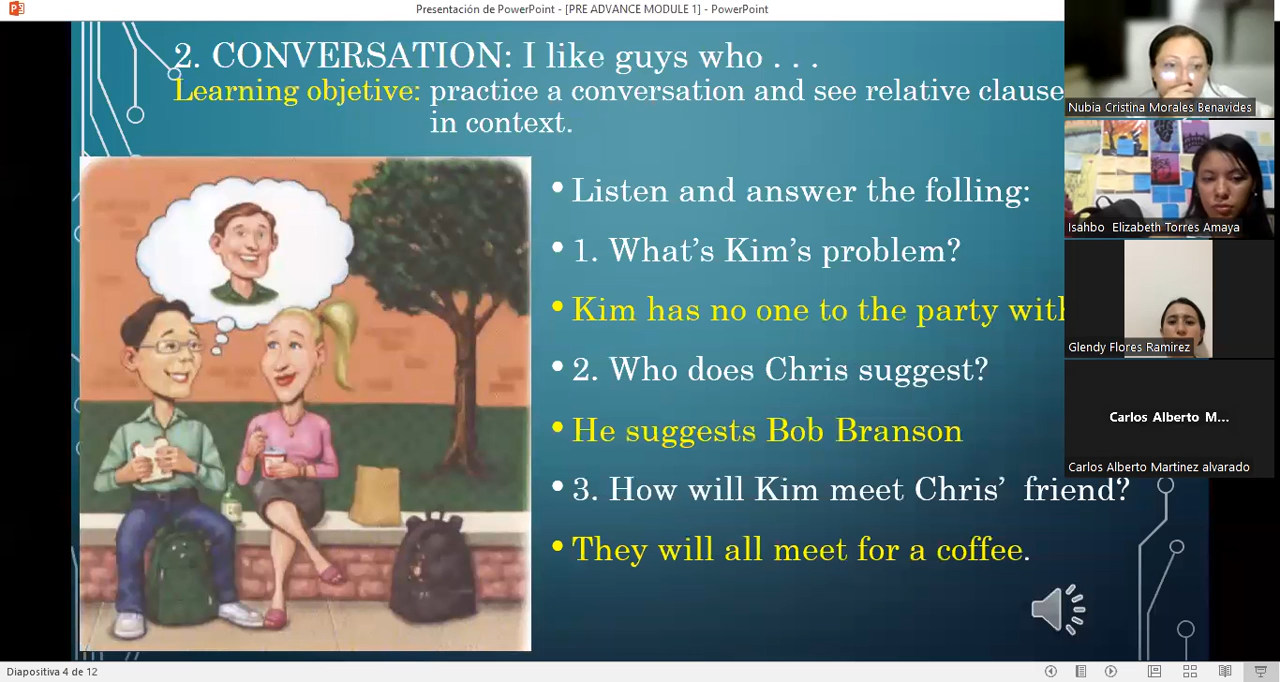 Presentación de PowerPoint - [PRE ADVANCE MODULE 1] - PowerPoint
2. CONVERSATION: I like guys who . . .
Learning objetive: practice a conversation and see relative clause
in context.
• Listen and answer the folling:
• 1. What's Kim's problem?
• Kim has no one to the party with
• 2. Who does Chris suggest?
• He suggests Bob Branson
• 3. How will Kim meet Chris' friend?
• They will all meet for a coffee.
Nubia Cristina Morales Benavides
Isahbo Elizabeth Torres Amaya
Glendy Flores Ramirez
Carlos Alberto M...
Carlos Alberto Martinez alvarado
Diapositiva 4 de 12